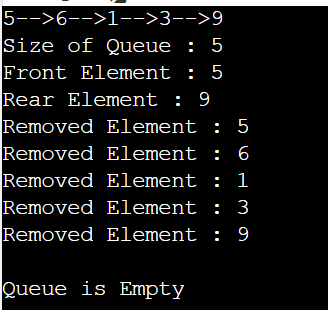 5-->6-->1-->3-->9
Size of Queue : 5
Front Element : 5
Rear Element : 9
Removed Element : 5
Removed Element : 6
Removed Element : 1
Removed Element : 3
Removed Element : 9
Queue is Empty